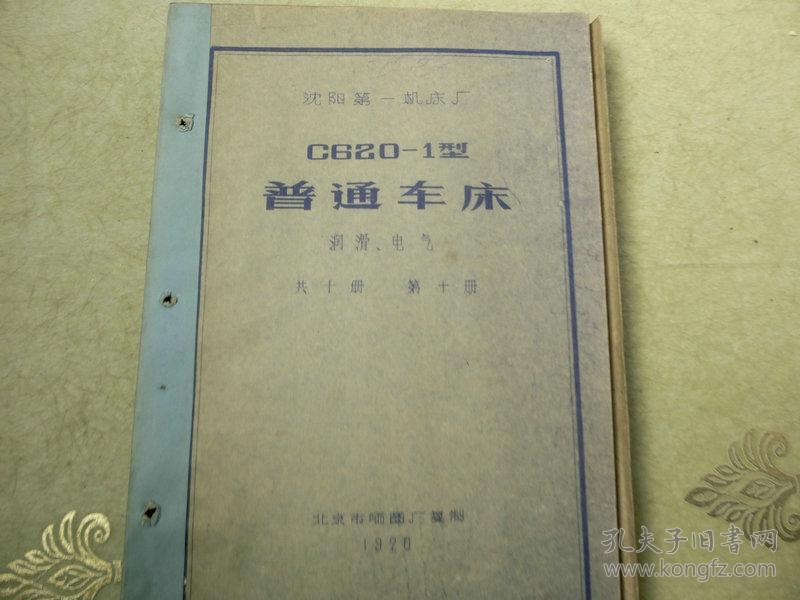 沈阳第一机床厂
C620-1型
普通车床
润滑、电气
共十册 第十册
北京市晒图厂复制
1970
孔夫子旧书网
www.kongfz.com